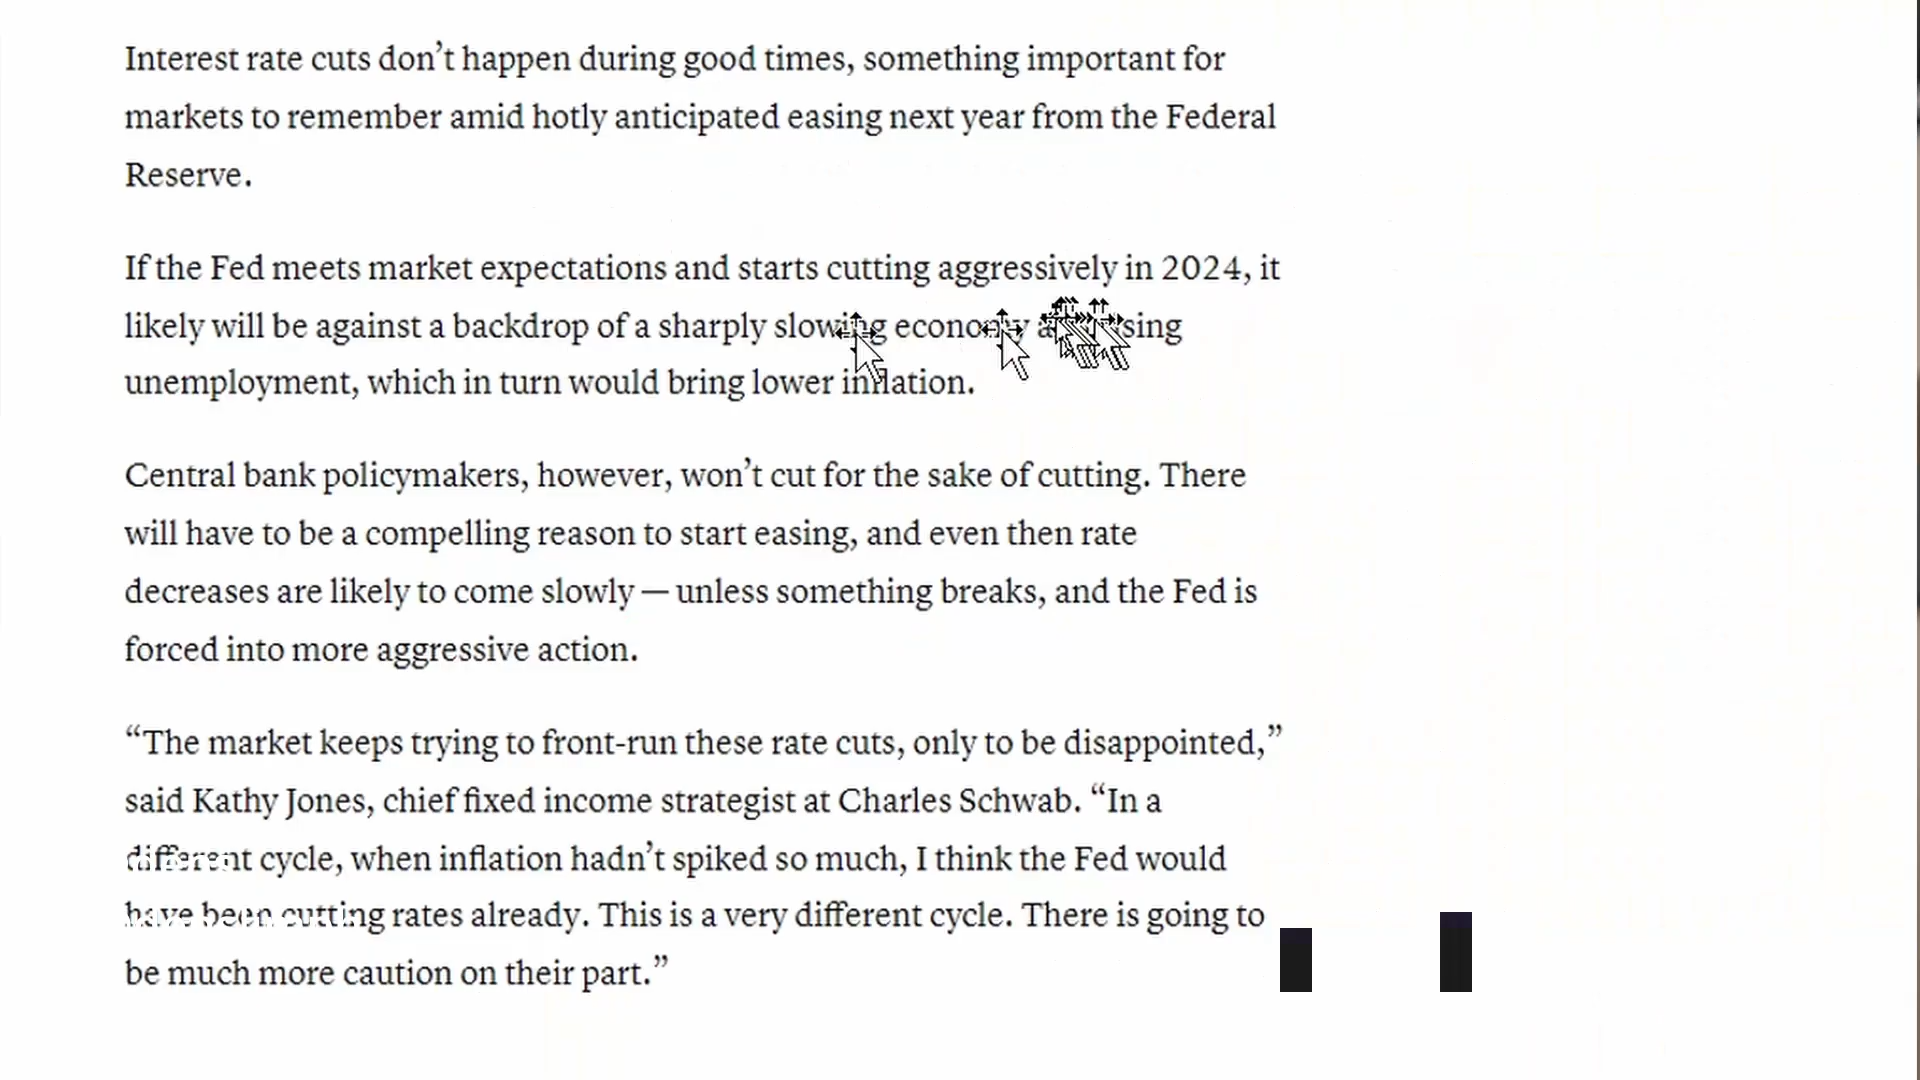 Interest rate cuts don’t happen during good times, something important for
markets to remember amid hotly anticipated easing next year from the Federal
Reserve.
If the Fed meets market expectations and starts cutting aggressively in 2024, it
likely will be against a backdrop of a sharply slowing economy
unemployment, which in turn would bring lower inflation.
Central bank policymakers, however, won’t cut for the sake of cutting. There
will have to be a compelling reason to start easing, and even then rate
decreases are likely to come slowly — unless something breaks, and the Fed is
forced into more aggressive action.
“The market keeps trying to front-run these rate cuts, only to be disappointed,”
said Kathy Jones, chief fixed income strategist at Charles Schwab. “In a
different cycle, when inflation hadn’t spiked so much, I think the Fed would
have been cutting rates already. This is a very different cycle. There is going to
be much more caution on their part.”